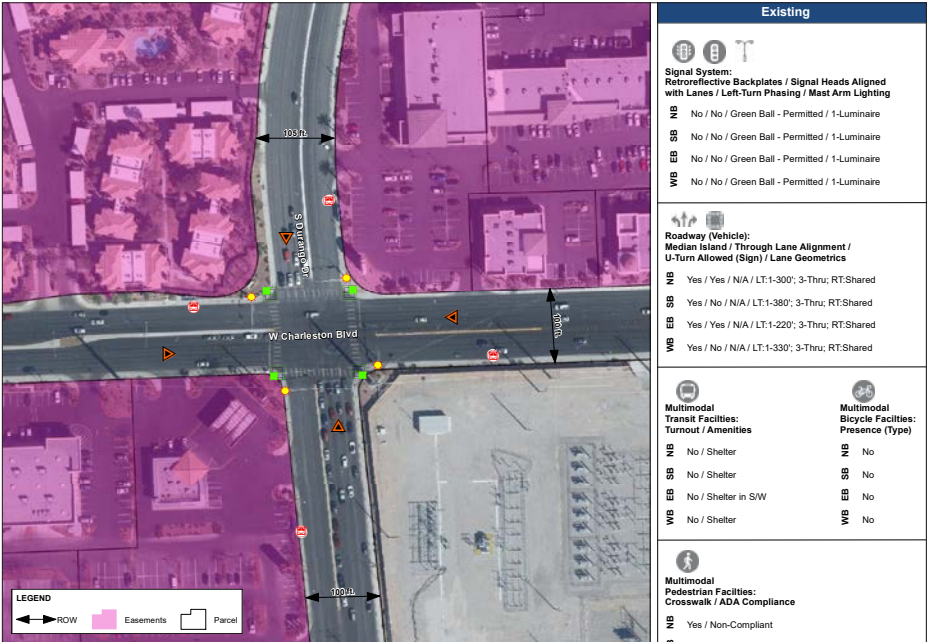 105 ft.
S Durango Dr
W Charleston Blvd
100 ft.
100 ft.
LEGEND
ROW
Easements
Parcel
Existing
Signal System:
Retroreflective Backplates / Signal Heads Aligned
with Lanes / Left-Turn Phasing / Mast Arm Lighting
NB No / No / Green Ball - Permitted / 1-Luminaire
SB No / No / Green Ball - Permitted / 1-Luminaire
EB No / No / Green Ball - Permitted / 1-Luminaire
WB No / No / Green Ball - Permitted / 1-Luminaire
Roadway (Vehicle):
Median Island / Through Lane Alignment /
U-Turn Allowed (Sign) / Lane Geometrics
NB Yes / Yes / N/A / LT:1-300'; 3-Thru; RT:Shared
SB Yes / No / N/A / LT:1-380'; 3-Thru; RT:Shared
EB Yes / Yes / N/A / LT:1-220'; 3-Thru; RT:Shared
WB Yes / No / N/A / LT:1-330'; 3-Thru; RT:Shared
Multimodal
Transit Facilties:
Turnout / Amenities
NB No / Shelter
SB No / Shelter
EB No / Shelter in S/W
WB No / Shelter
Multimodal
Bicycle Facilties:
Presence (Type)
NB No
SB No
EB No
WB No
Multimodal
Pedestrian Facilties:
Crosswalk / ADA Compliance
NB Yes / Non-Compliant